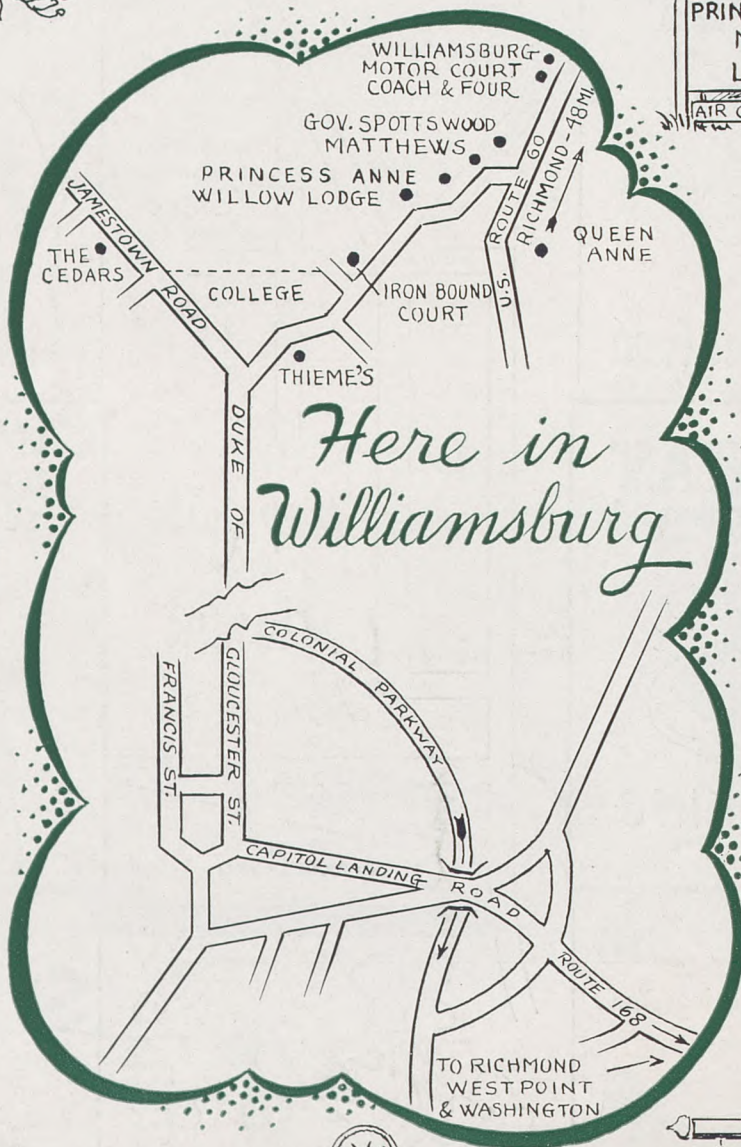 PRIN
L
AIR C
WILLIAMSBURG
MOTOR COURT
COACH & FOUR
GOV. SPOTTSWOOD
MATTHEWS
PRINCESS ANNE
WILLOW LODGE
U.S. ROUTE 60
RICHMOND-48MI.
QUEEN
ANNE
JAMESTOWN ROAD
THE
CEDARS
COLLEGE
IRON BOUND
COURT
THIEME'S
DUKE OF
Here in
Williamsburg
COLONIAL PARKWAY
FRANCIS ST.
GLOUCESTER ST.
CAPITOL LANDING ROAD
ROUTE 168
TO RICHMOND
WEST POINT
& WASHINGTON